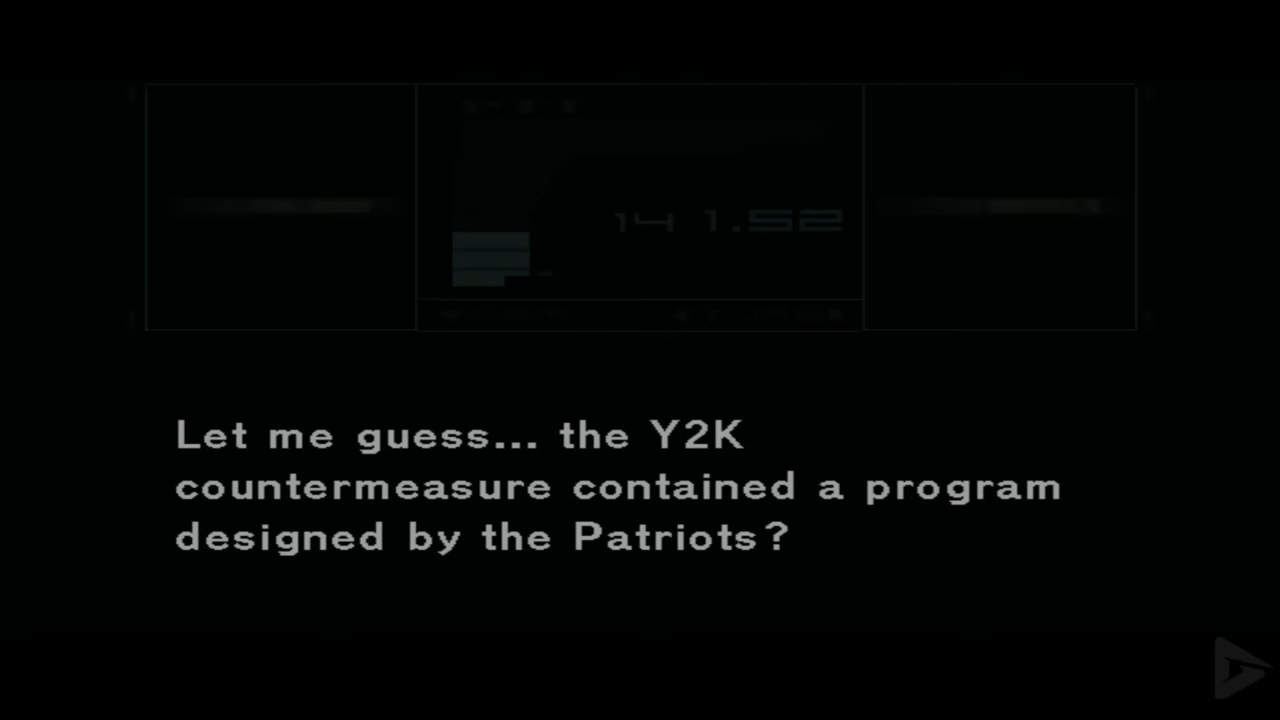 141.52
Let me guess... the Y2K
countermeasure contained a program
designed by the Patriots?